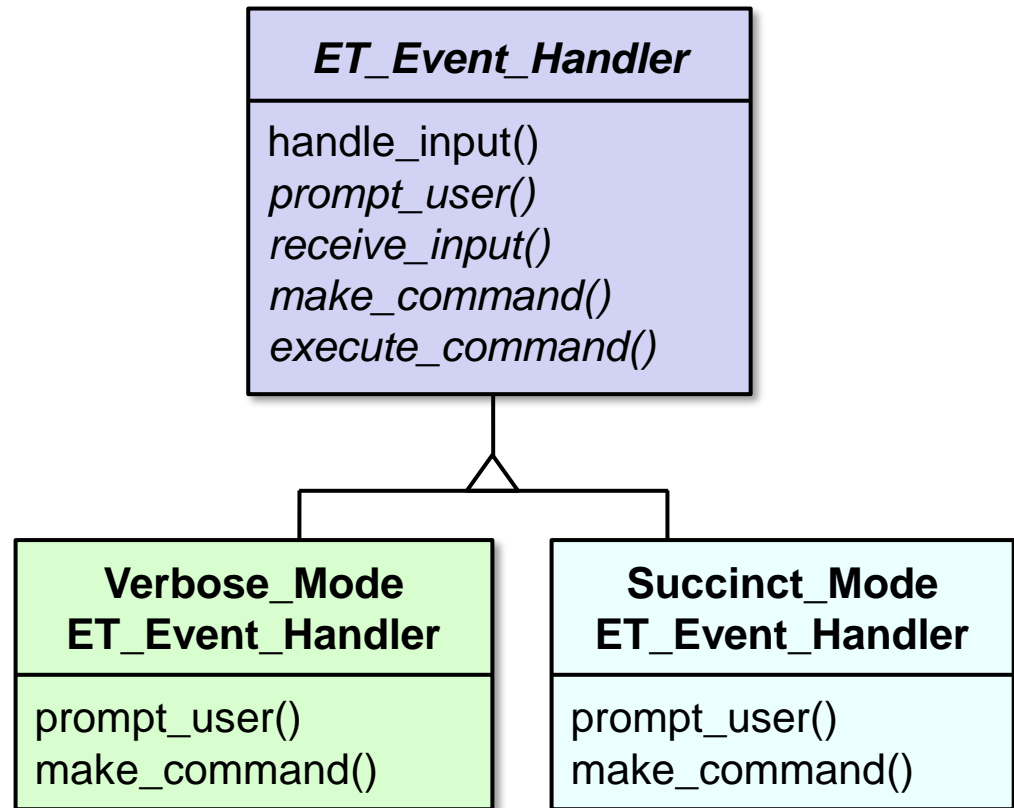 ET_Event_Handler
handle_input()
prompt_user()
receive_input()
make_command()
execute_command()
Verbose_Mode
ET_Event_Handler
prompt_user()
make_command()
Succinct_Mode
ET_Event_Handler
prompt_user()
make_command()